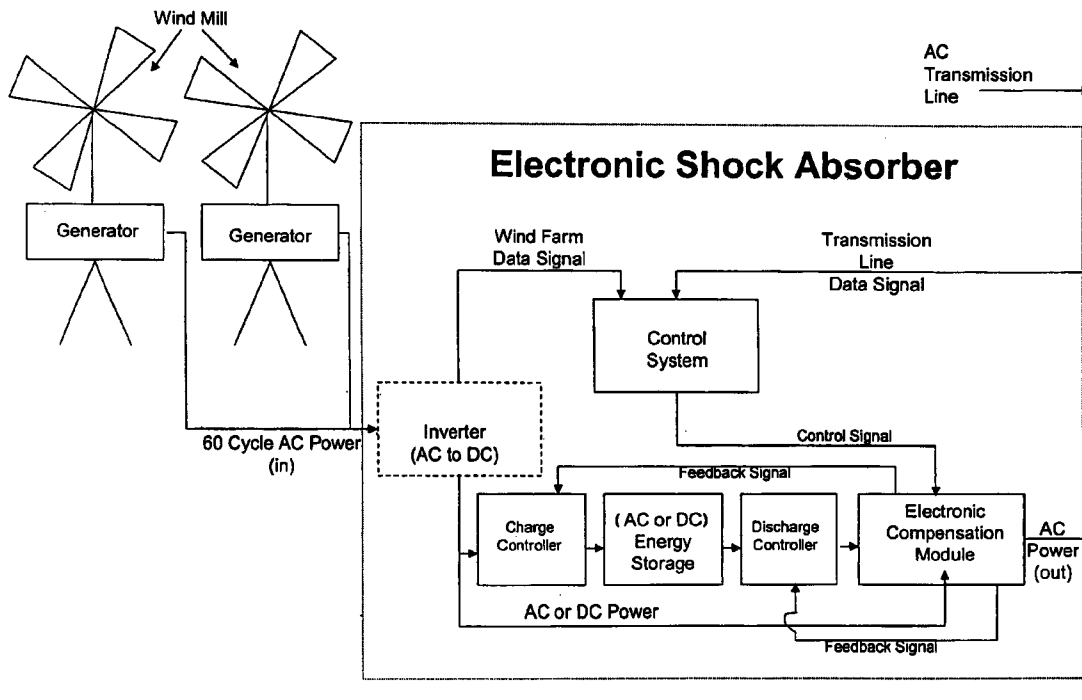 Wind Mill
AC
Transmission
Line
Electronic Shock Absorber
Generator
Generator
Wind Farm
Data Signal
Transmission
Line
Data Signal
Control
System
60 Cycle AC Power
(in)
Inverter
(AC to DC)
Control Signal
Feedback Signal
Charge
Controller
( AC or DC)
Energy
Storage
Discharge
Controller
Electronic
Compensation
Module
AC
Power
(out)
AC or DC Power
Feedback Signal